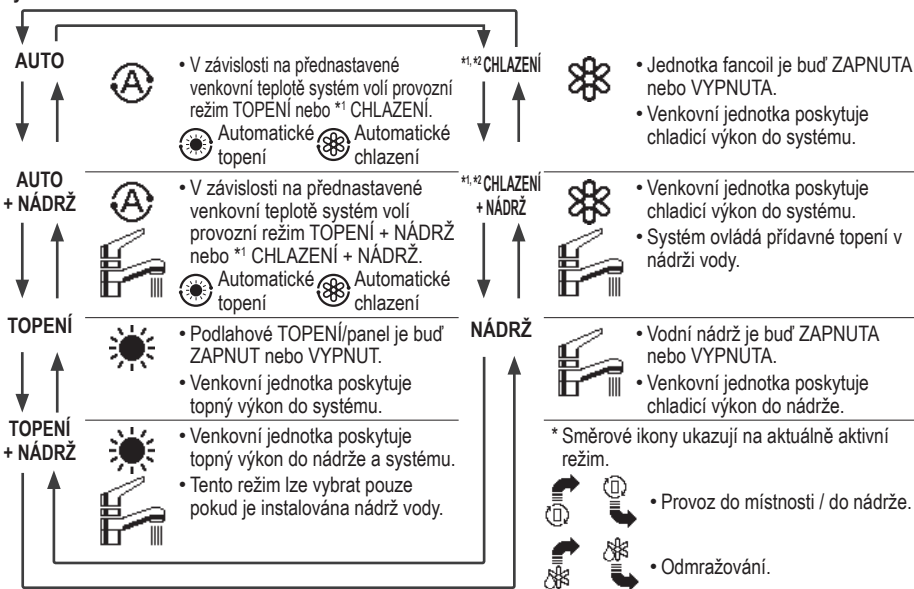 AUTO
• V závislosti na přednastavené
venkovní teplotě systém volí provozní
režim TOPENÍ nebo *1 CHLAZENÍ.
Automatické topení
Automatické chlazení
AUTO
+ NÁDRŽ
• V závislosti na přednastavené
venkovní teplotě systém volí
provozní režim TOPENÍ + NÁDRŽ
nebo *1 CHLAZENÍ + NÁDRŽ.
Automatické topení
Automatické chlazení
TOPENÍ
• Podlahové TOPENÍ/panel je buď
ZAPNUT nebo VYPNUT.
• Venkovní jednotka poskytuje
topný výkon do systému.
TOPENÍ
+ NÁDRŽ
• Venkovní jednotka poskytuje
topný výkon do nádrže a systému.
• Tento režim lze vybrat pouze
pokud je instalována nádrž vody.
*1, *2 CHLAZENÍ
• Jednotka fancoil je buď ZAPNUTA
nebo VYPNUTA.
• Venkovní jednotka poskytuje
chladicí výkon do systému.
*1, *2 CHLAZENÍ
+ NÁDRŽ
• Venkovní jednotka poskytuje
chladicí výkon do systému.
• Systém ovládá přídavné topení v
nádrži vody.
NÁDRŽ
• Vodní nádrž je buď ZAPNUTA
nebo VYPNUTA.
• Venkovní jednotka poskytuje
chladicí výkon do nádrže.
* Směrové ikony ukazují na aktuálně aktivní
režim.
• Provoz do místnosti / do nádrže.
• Odmražování.